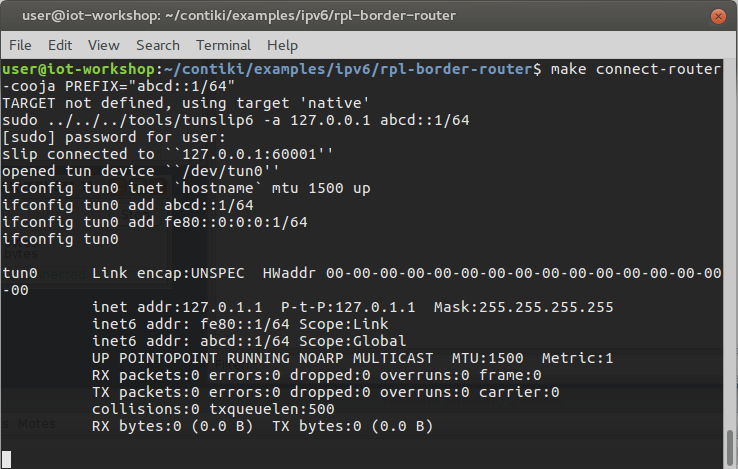 user@iot-workshop: ~/contiki/examples/ipv6/rpl-border-router
File Edit View Search Terminal Help
user@iot-workshop:~/contiki/examples/ipv6/rpl-border-router$ make connect-router
-cooja PREFIX="abcd::1/64"
TARGET not defined, using target 'native'
sudo ../../../tools/tunslip6 -a 127.0.0.1 abcd::1/64
[sudo] password for user:
slip connected to ``127.0.0.1:60001''
opened tun device ``/dev/tun0''
ifconfig tun0 inet `hostname` mtu 1500 up
ifconfig tun0 add abcd::1/64
ifconfig tun0 add fe80::0:0:0:1/64
ifconfig tun0
bytes
tun0 Link encap:UNSPEC HWaddr 00-00-00-00-00-00-00-00-00-00-00-00-00-00-00
-00
inet addr:127.0.1.1 P-t-P:127.0.1.1 Mask:255.255.255.255
inet6 addr: fe80::1/64 Scope:Link
inet6 addr: abcd::1/64 Scope:Global
UP POINTOPOINT RUNNING NOARP MULTICAST MTU:1500 Metric:1
RX packets:0 errors:0 dropped:0 overruns:0 frame:0
TX packets:0 errors:0 dropped:0 overruns:0 carrier:0
collisions:0 txqueuelen:500
RX bytes:0 (0.0 B) TX bytes:0 (0.0 B)
Motes